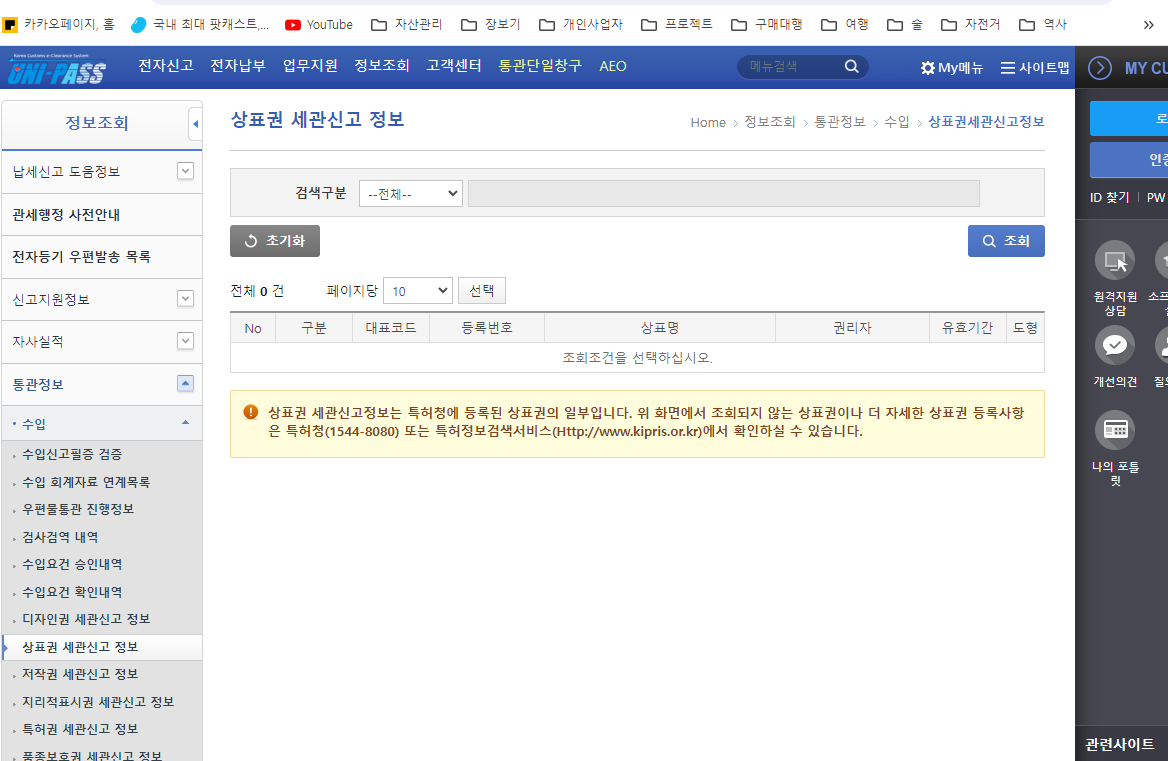 카카오페이지, 홈 국내 최대 팟캐스트,... YouTube 자산관리 장보기 개인사업자 프로젝트 구매대행 여행 술 자전거 역사 »
Korea Customs e-Clearance System
UNI-PASS 전자신고 전자납부 업무지원 정보조회 고객센터 통관단일창구 AEO 메뉴검색 My메뉴 사이트맵 MY CU
정보조회
납세신고 도움정보
관세행정 사전안내
전자등기 우편발송 목록
신고지원정보
자사실적
통관정보
수입
수입신고필증 검증
수입 회계자료 연계목록
우편물통관 진행정보
검사검역 내역
수입요건 승인내역
수입요건 확인내역
디자인권 세관신고 정보
상표권 세관신고 정보
저작권 세관신고 정보
지리적표시권 세관신고 정보
특허권 세관신고 정보
품종보호권 세관신고 정보
상표권 세관신고 정보
Home > 정보조회 > 통관정보 > 수입 > 상표권세관신고정보
검색구분 --전체--
초기화 조회
전체 0 건 페이지당 10 선택
No 구분 대표코드 등록번호 상표명 권리자 유효기간 도형
조회조건을 선택하십시오.
상표권 세관신고정보는 특허청에 등록된 상표권의 일부입니다. 위 화면에서 조회되지 않는 상표권이나 더 자세한 상표권 등록사항
은 특허청(1544-8080) 또는 특허정보검색서비스(Http://www.kipris.or.kr)에서 확인하실 수 있습니다.
로
인증
ID 찾기 PW
원격지원 소프
상담
개선의견 질의
나의 포틀
릿
관련사이트